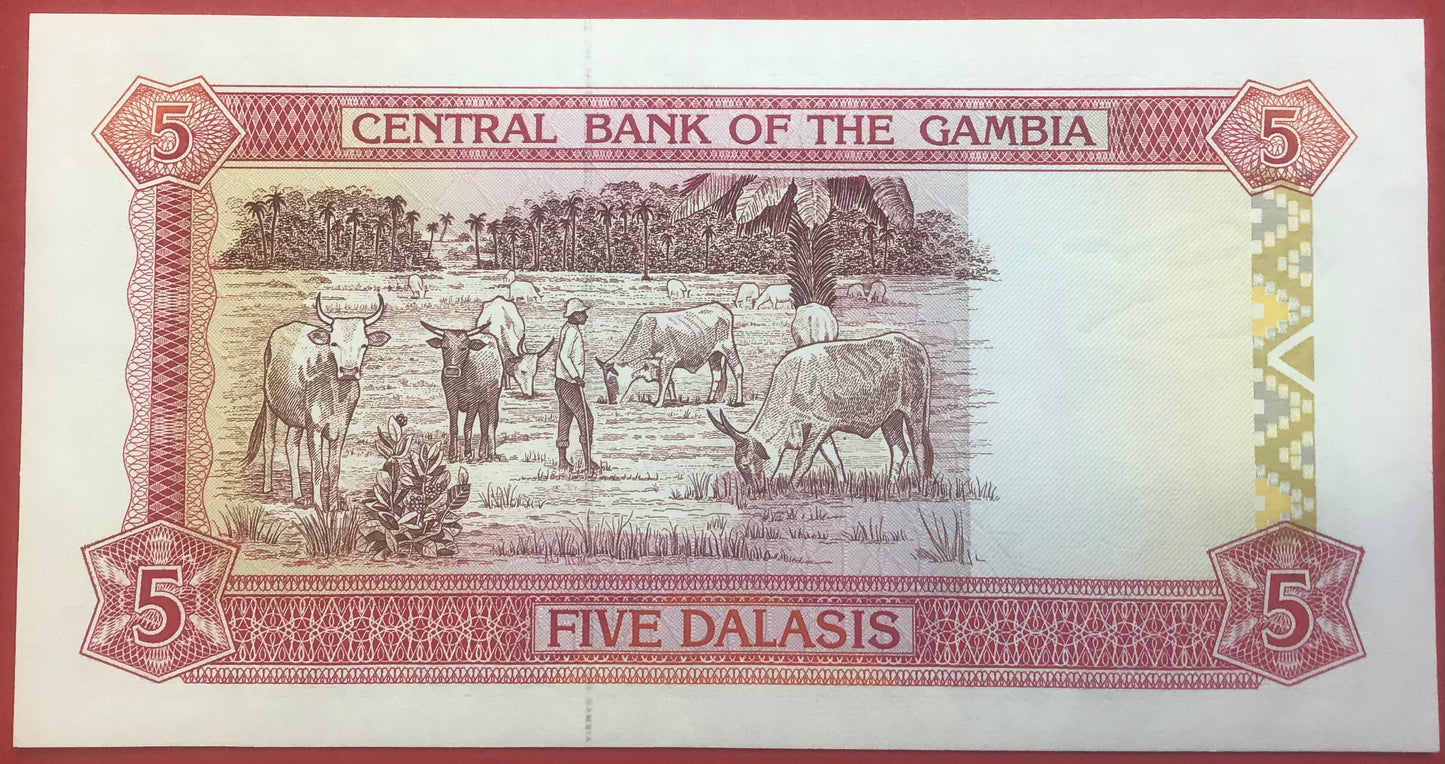 5 CENTRAL BANK OF THE GAMBIA 5
5 FIVE DALASIS 5